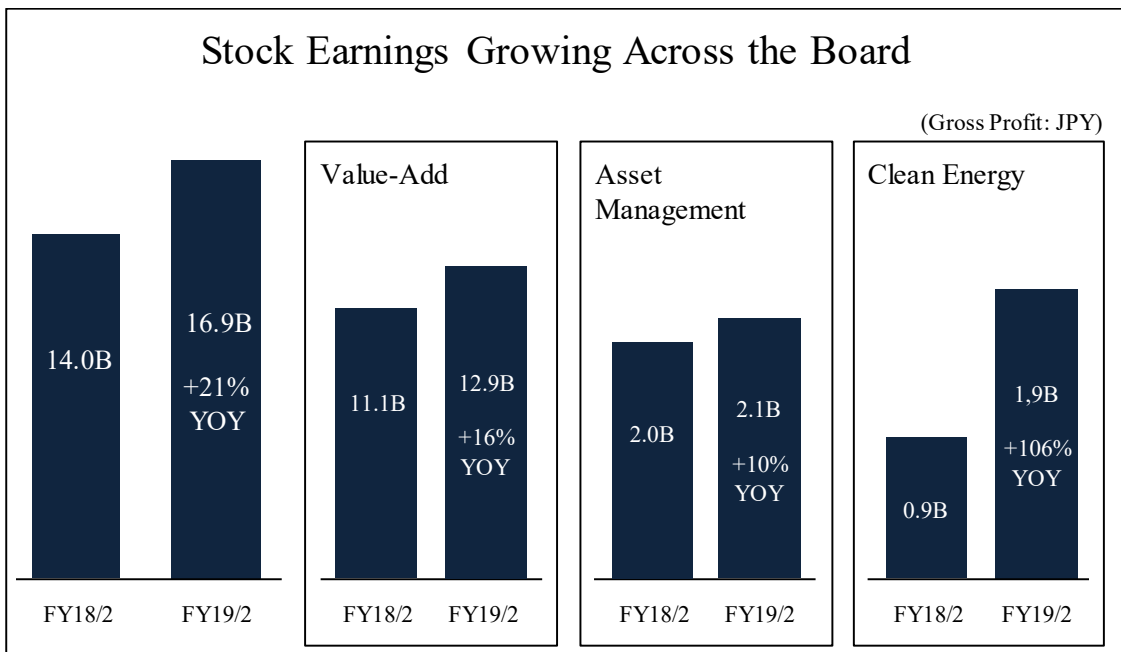 Stock Earnings Growing Across the Board
(Gross Profit: JPY)
14.0B
16.9B
+21%
YOY
FY18/2
FY19/2
Value-Add
11.1B
12.9B
+16%
YOY
FY18/2
FY19/2
Asset
Management
2.0B
2.1B
+10%
YOY
FY18/2
FY19/2
Clean Energy
0.9B
1,9B
+106%
YOY
FY18/2
FY19/2